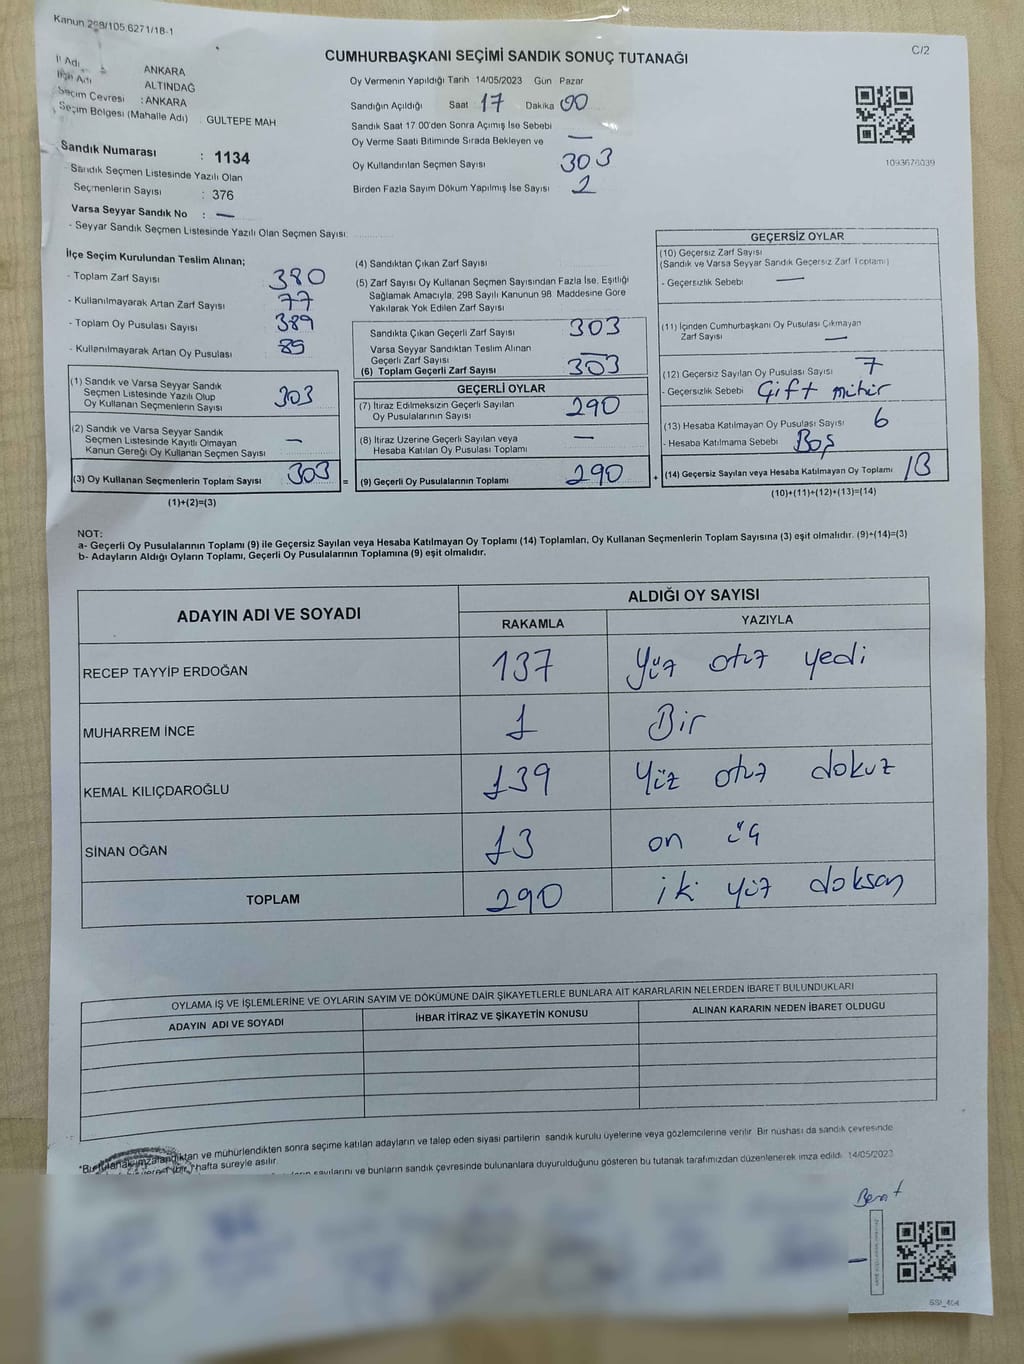 Kanun 298/105 6271/18-1
C/2
CUMHURBAŞKANI SEÇİMİ SANDIK SONUÇ TUTANAĞI
İl Adı ANKARA
İlçe Adı ALTINDAĞ
Seçim Çevresi : ANKARA
Seçim Bölgesi (Mahalle Adı) : GÜLTEPE MAH
Sandık Numarası : 1134
- Sandık Seçmen Listesinde Yazılı Olan
Seçmenlerin Sayısı : 376
Varsa Seyyar Sandık No : —
- Seyyar Sandık Seçmen Listesinde Yazılı Olan Seçmen Sayısı:
Oy Vermenin Yapıldığı Tarih 14/05/2023 Gün Pazar
Sandığın Açıldığı Saat 17 Dakika 00
Sandık Saat 17:00'den Sonra Açımış İse Sebebi
Oy Verme Saati Bitiminde Sırada Bekleyen ve —
Oy Kullandırılan Seçmen Sayısı 303
Birden Fazla Sayım Döküm Yapılmış İse Sayısı 2
1093676039
İlçe Seçim Kurulundan Teslim Alınan;
- Toplam Zarf Sayısı 380
- Kullanılmayarak Artan Zarf Sayısı 77
- Toplam Oy Pusulası Sayısı 389
- Kullanılmayarak Artan Oy Pusulası 89
(1) Sandık ve Varsa Seyyar Sandık
Seçmen Listesinde Yazılı Olup
Oy Kullanan Seçmenlerin Sayısı 303
(2) Sandık ve Varsa Seyyar Sandık
Seçmen Listesinde Kayıtlı Olmayan
Kanun Gereği Oy Kullanan Seçmen Sayısı —
(3) Oy Kullanan Seçmenlerin Toplam Sayısı 303 =
(1)+(2)=(3)
(4) Sandıktan Çıkan Zarf Sayısı
(5) Zarf Sayısı Oy Kullanan Seçmen Sayısından Fazla İse, Eşitliği
Sağlamak Amacıyla, 298 Sayılı Kanunun 98. Maddesine Göre
Yakılarak Yok Edilen Zarf Sayısı
Sandıkta Çıkan Geçerli Zarf Sayısı 303
Varsa Seyyar Sandıktan Teslim Alınan
Geçerli Zarf Sayısı —
(6) Toplam Geçerli Zarf Sayısı 303
GEÇERLİ OYLAR
(7) İtiraz Edilmeksizin Geçerli Sayılan
Oy Pusulalarının Sayısı 290
(8) İtiraz Üzerine Geçerli Sayılan veya
Hesaba Katılan Oy Pusulası Toplamı —
(9) Geçerli Oy Pusulalarının Toplamı 290 +
GEÇERSİZ OYLAR
(10) Geçersiz Zarf Sayısı
(Sandık ve Varsa Seyyar Sandık Geçersiz Zarf Toplamı)
- Geçersizlik Sebebi —
(11) İçinden Cumhurbaşkanı Oy Pusulası Çıkmayan
Zarf Sayısı —
(12) Geçersiz Sayılan Oy Pusulası Sayısı 7
- Geçersizlik Sebebi Çift mühür
(13) Hesaba Katılmayan Oy Pusulası Sayısı 6
- Hesaba Katılmama Sebebi Boş
(14) Geçersiz Sayılan veya Hesaba Katılmayan Oy Toplamı 13
(10)+(11)+(12)+(13)=(14)
NOT:
a- Geçerli Oy Pusulalarının Toplamı (9) ile Geçersiz Sayılan veya Hesaba Katılmayan Oy Toplamı (14) Toplamları, Oy Kullanan Seçmenlerin Toplam Sayısına (3) eşit olmalıdır. (9)+(14)=(3)
b- Adayların Aldığı Oyların Toplamı, Geçerli Oy Pusulalarının Toplamına (9) eşit olmalıdır.
ADAYIN ADI VE SOYADI ALDIĞI OY SAYISI
RAKAMLA YAZIYLA
RECEP TAYYİP ERDOĞAN 137 Yüz otuz yedi
MUHARREM İNCE 1 Bir
KEMAL KILIÇDAROĞLU 139 Yüz otuz dokuz
SİNAN OĞAN 13 on üç
TOPLAM 290 iki yüz doksan
OYLAMA İŞ VE İŞLEMLERİNE VE OYLARIN SAYIM VE DÖKÜMÜNE DAİR ŞİKAYETLERLE BUNLARA AİT KARARLARIN NELERDEN İBARET BULUNDUKLARI
ADAYIN ADI VE SOYADI İHBAR İTİRAZ VE ŞİKAYETİN KONUSU ALINAN KARARIN NEDEN İBARET OLDUĞU
*Bu tutanak imzalandıktan ve mühürlendikten sonra seçime katılan adayların ve talep eden siyasi partilerin sandık kurulu üyelerine veya gözlemcilerine verilir. Bir nüshası da sandık çevresinde
hafta süreyle asılır.
sayılarını ve bunların sandık çevresinde bulunanlara duyurulduğunu gösteren bu tutanak tarafımızdan düzenlenerek imza edildi. 14/05/2023
Berat